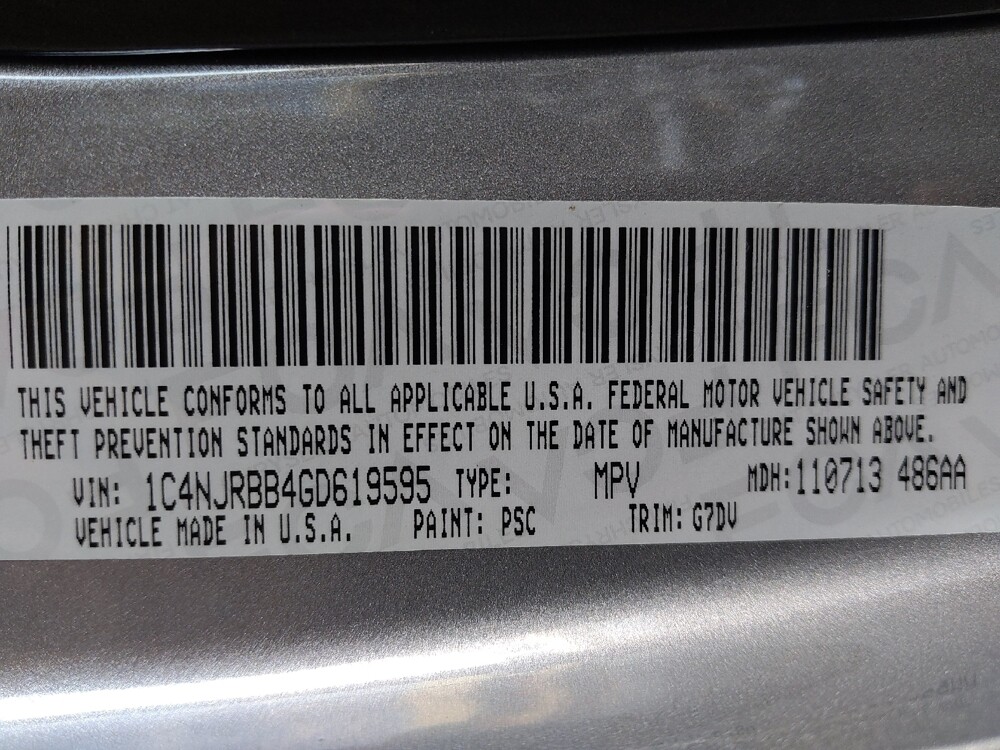 THIS VEHICLE CONFORMS TO ALL APPLICABLE U.S.A. FEDERAL MOTOR VEHICLE SAFETY AND
THEFT PREVENTION STANDARDS IN EFFECT ON THE DATE OF MANUFACTURE SHOWN ABOVE.
VIN: 1C4NJRBB4GD619595 TYPE: MPV MDH:110713 486AA
VEHICLE MADE IN U.S.A. PAINT: PSC TRIM: G7DV